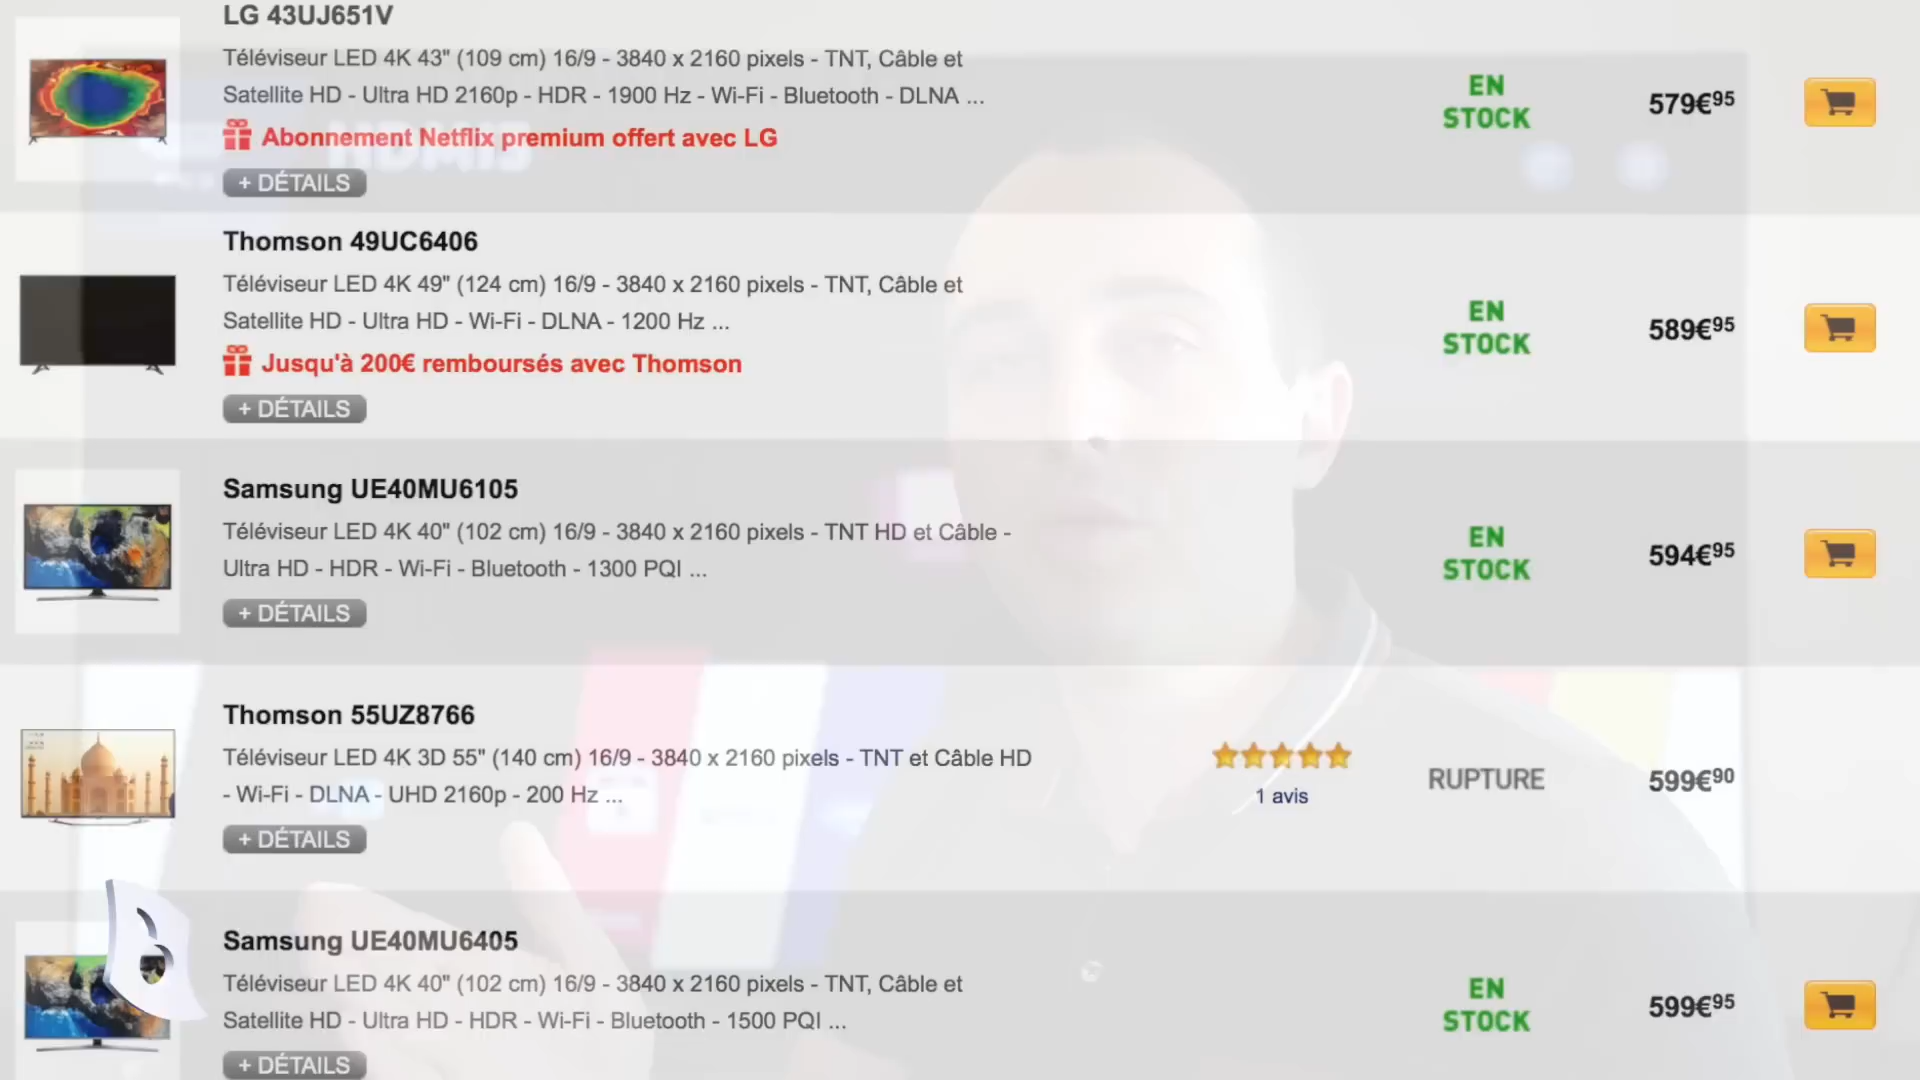 LG 43UJ651V
Téléviseur LED 4K 43" (109 cm) 16/9 - 3840 x 2160 pixels - TNT, Câble et
Satellite HD - Ultra HD 2160p - HDR - 1900 Hz - Wi-Fi - Bluetooth - DLNA ...
Abonnement Netflix premium offert avec LG
+ DÉTAILS
EN
STOCK
579€95
HDMI3
Thomson 49UC6406
Téléviseur LED 4K 49" (124 cm) 16/9 - 3840 x 2160 pixels - TNT, Câble et
Satellite HD - Ultra HD - Wi-Fi - DLNA - 1200 Hz ...
Jusqu'à 200€ remboursés avec Thomson
+ DÉTAILS
EN
STOCK
589€95
Samsung UE40MU6105
Téléviseur LED 4K 40" (102 cm) 16/9 - 3840 x 2160 pixels - TNT HD et Câble -
Ultra HD - HDR - Wi-Fi - Bluetooth - 1300 PQI ...
+ DÉTAILS
EN
STOCK
594€95
Thomson 55UZ8766
Téléviseur LED 4K 3D 55" (140 cm) 16/9 - 3840 x 2160 pixels - TNT et Câble HD
- Wi-Fi - DLNA - UHD 2160p - 200 Hz ...
+ DÉTAILS
1 avis
RUPTURE
599€90
Samsung UE40MU6405
Téléviseur LED 4K 40" (102 cm) 16/9 - 3840 x 2160 pixels - TNT, Câble et
Satellite HD - Ultra HD - HDR - Wi-Fi - Bluetooth - 1500 PQI ...
+ DÉTAILS
EN
STOCK
599€95